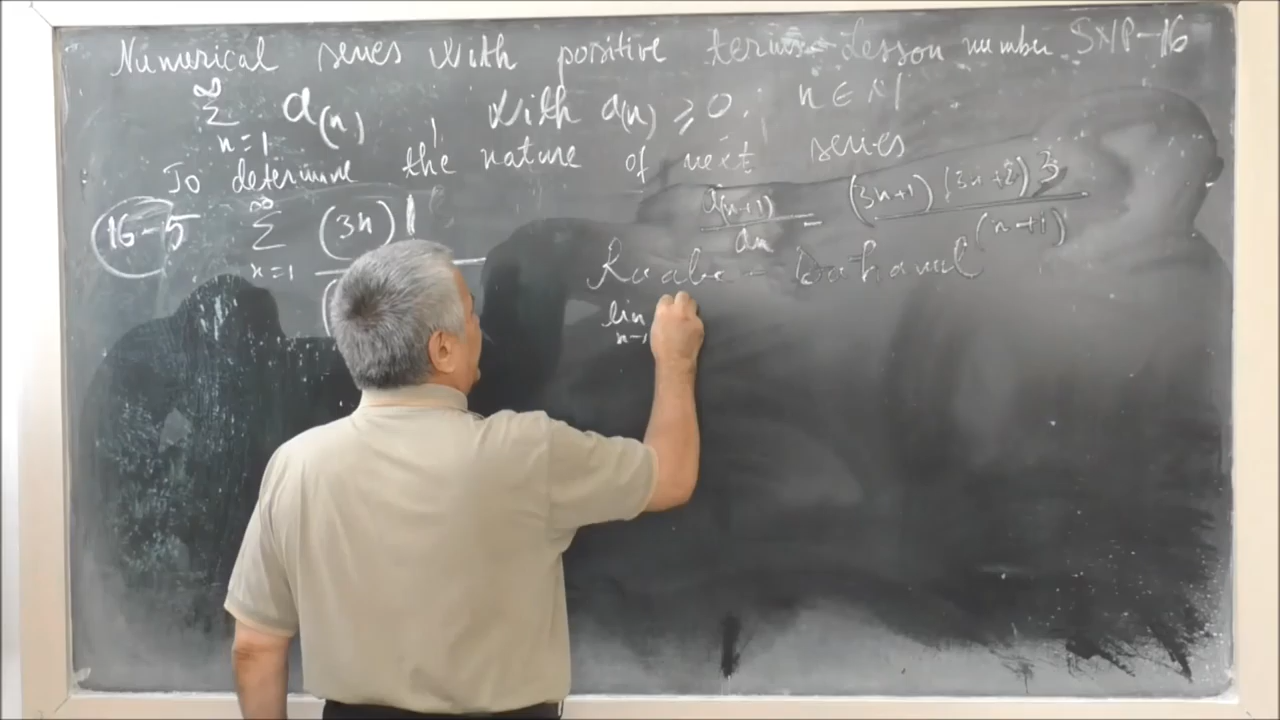 Numerical series with positive terms - Lesson number SNP-16
∞
∑ a(n) , with a(n) ⩾ 0 ; n ∈ N
n=1
To determine the nature of next series
16-5 ∞ ∑ n=1 (3n)!
a(n+1) / an = (3n+1)(3n+2)3 / (n+1)
Raabe - Duhamel
lim
n→